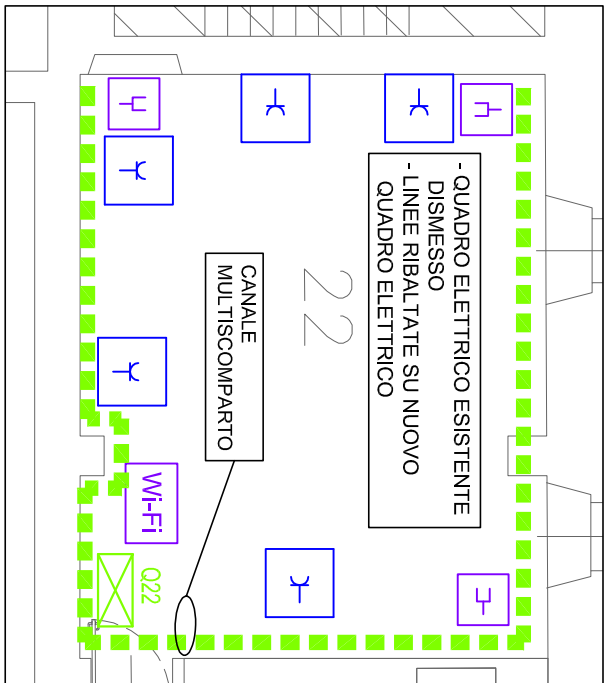 - QUADRO ELETTRICO ESISTENTE
DISMESSO
- LINEE RIBALTATE SU NUOVO
QUADRO ELETTRICO
22
CANALE
MULTISCOMPARTO
Wi-Fi
Q22